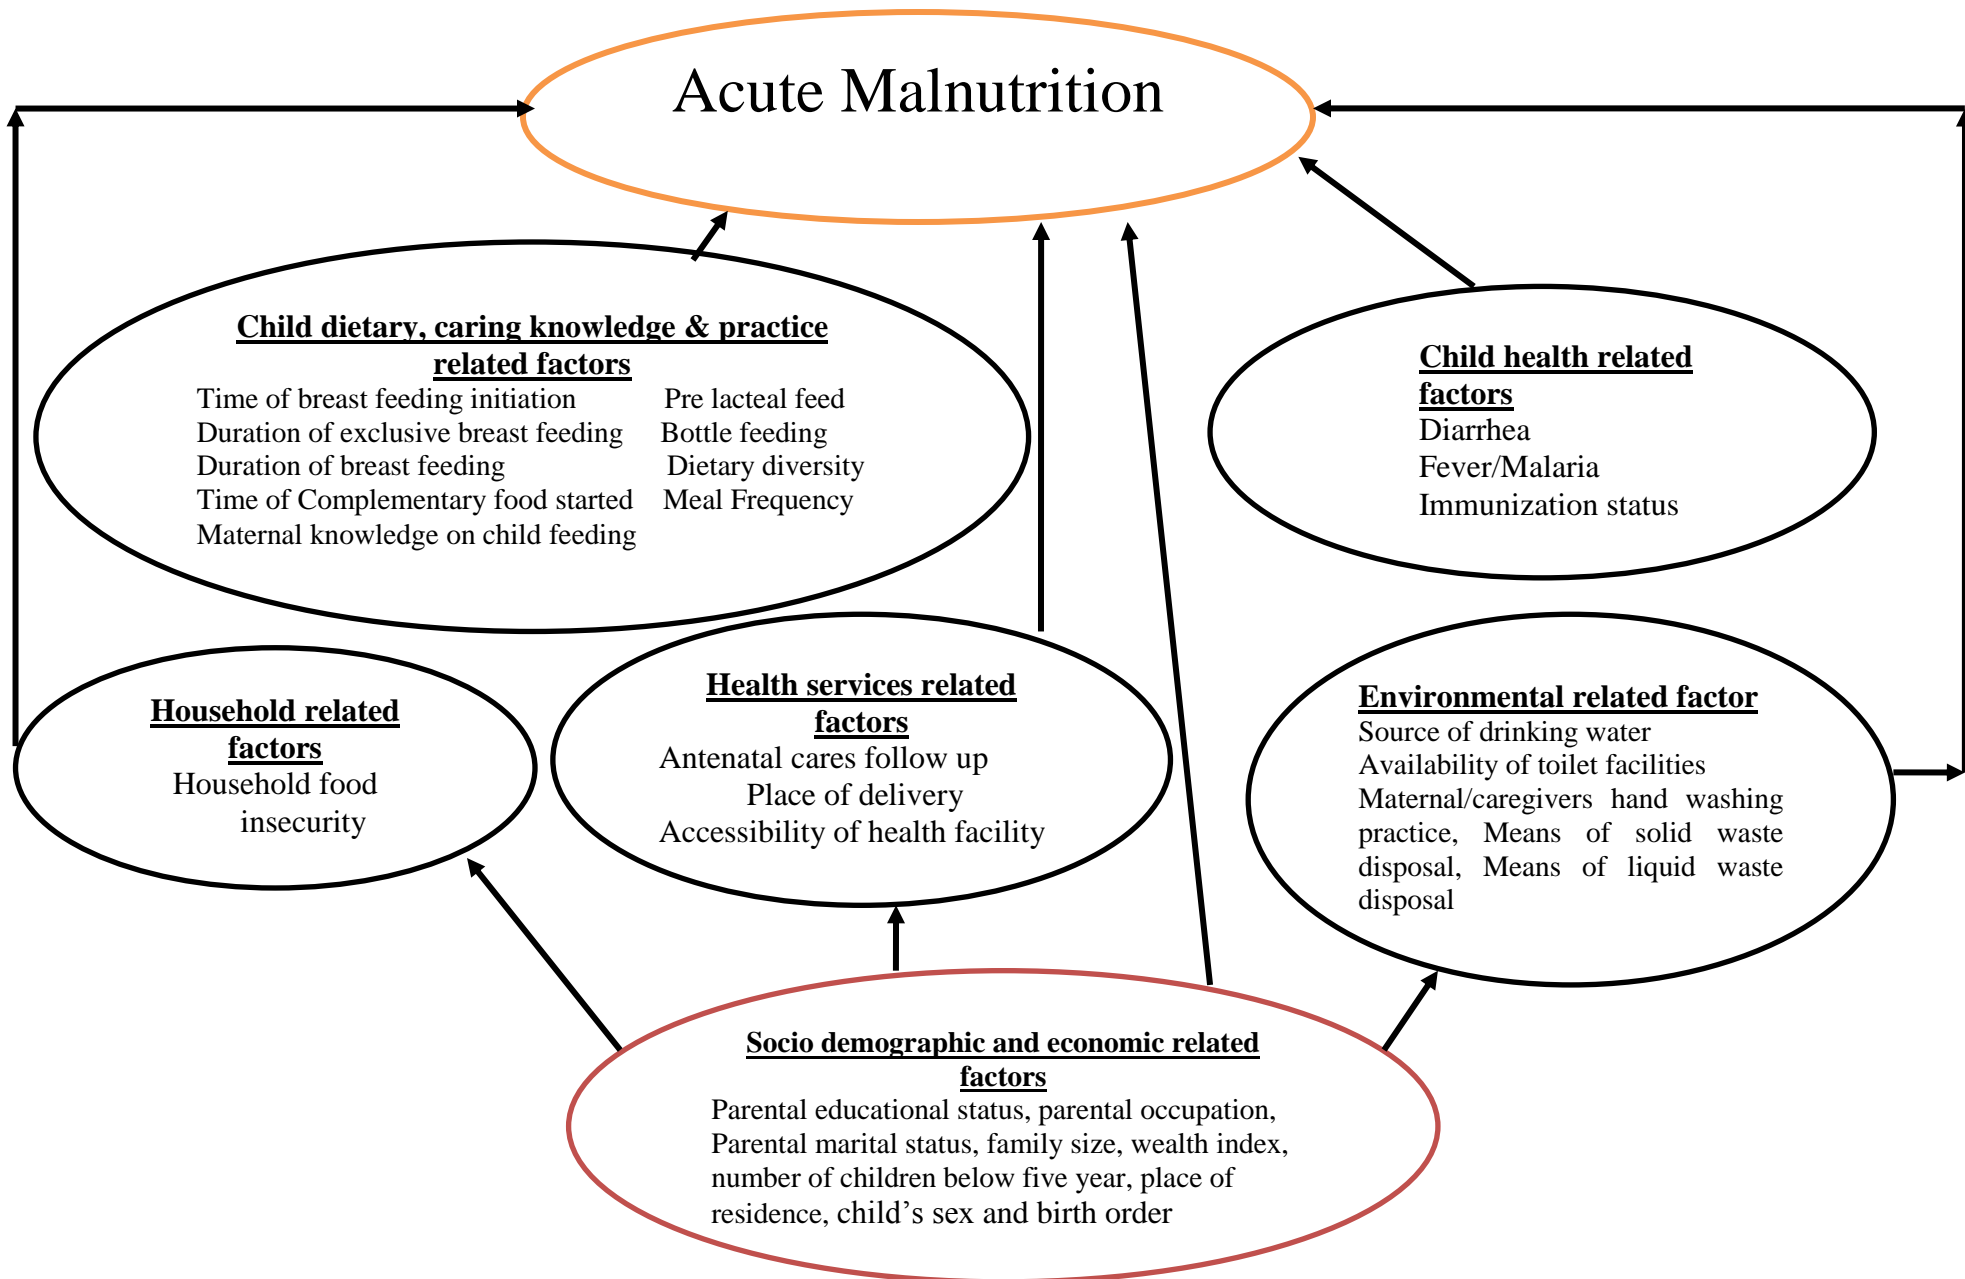 Acute Malnutrition
Child dietary, caring knowledge & practice
related factors
Time of breast feeding initiation Pre lacteal feed
Duration of exclusive breast feeding Bottle feeding
Duration of breast feeding Dietary diversity
Time of Complementary food started Meal Frequency
Maternal knowledge on child feeding
Child health related
factors
Diarrhea
Fever/Malaria
Immunization status
Household related
factors
Household food
insecurity
Health services related
factors
Antenatal cares follow up
Place of delivery
Accessibility of health facility
Environmental related factor
Source of drinking water
Availability of toilet facilities
Maternal/caregivers hand washing
practice, Means of solid waste
disposal, Means of liquid waste
disposal
Socio demographic and economic related
factors
Parental educational status, parental occupation,
Parental marital status, family size, wealth index,
number of children below five year, place of
residence, child’s sex and birth order